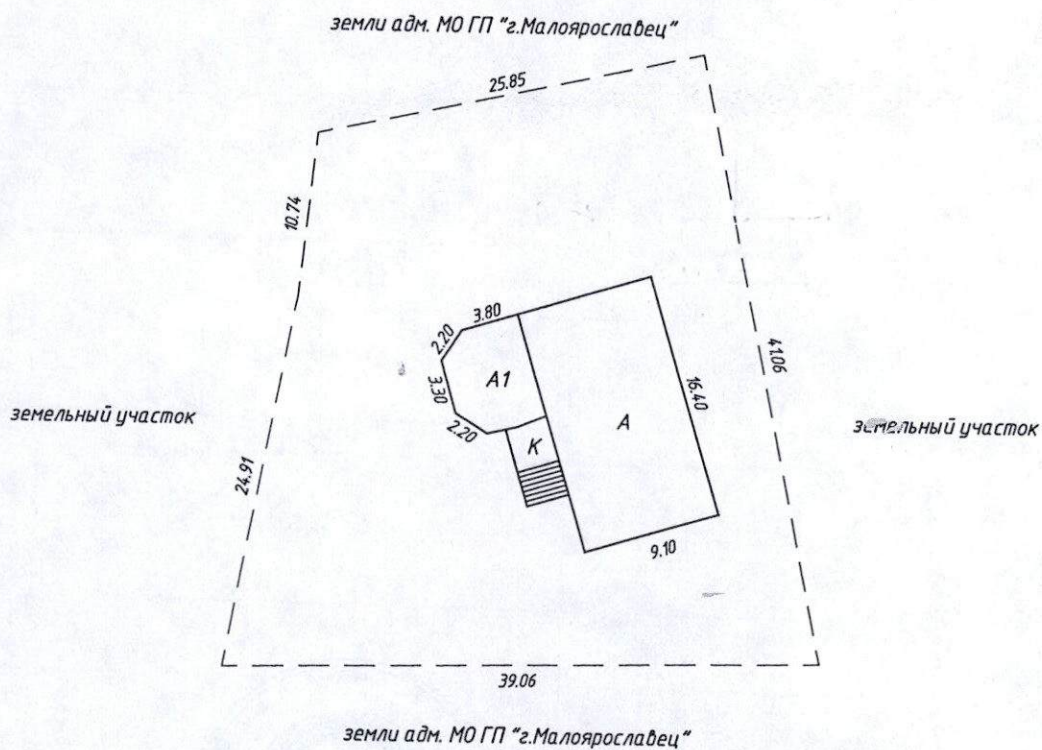 земли адм. МО ГП "г.Малоярославец"
25.85
10.74
3.80
2.20
41.06
А1
3.30
16.40
земельный участок
А
земельный участок
2.20
К
24.91
9.10
39.06
земли адм. МО ГП "г.Малоярославец"